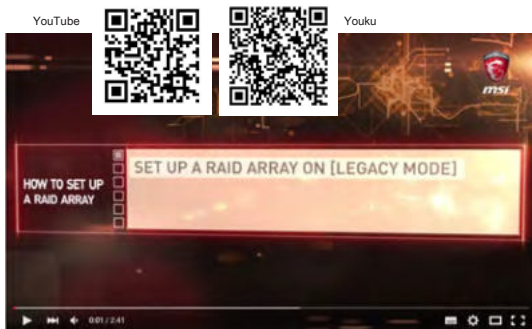 YouTube
Youku
msi
SET UP A RAID ARRAY ON [LEGACY MODE]
HOW TO SET UP
A RAID ARRAY
0:01 / 2:41